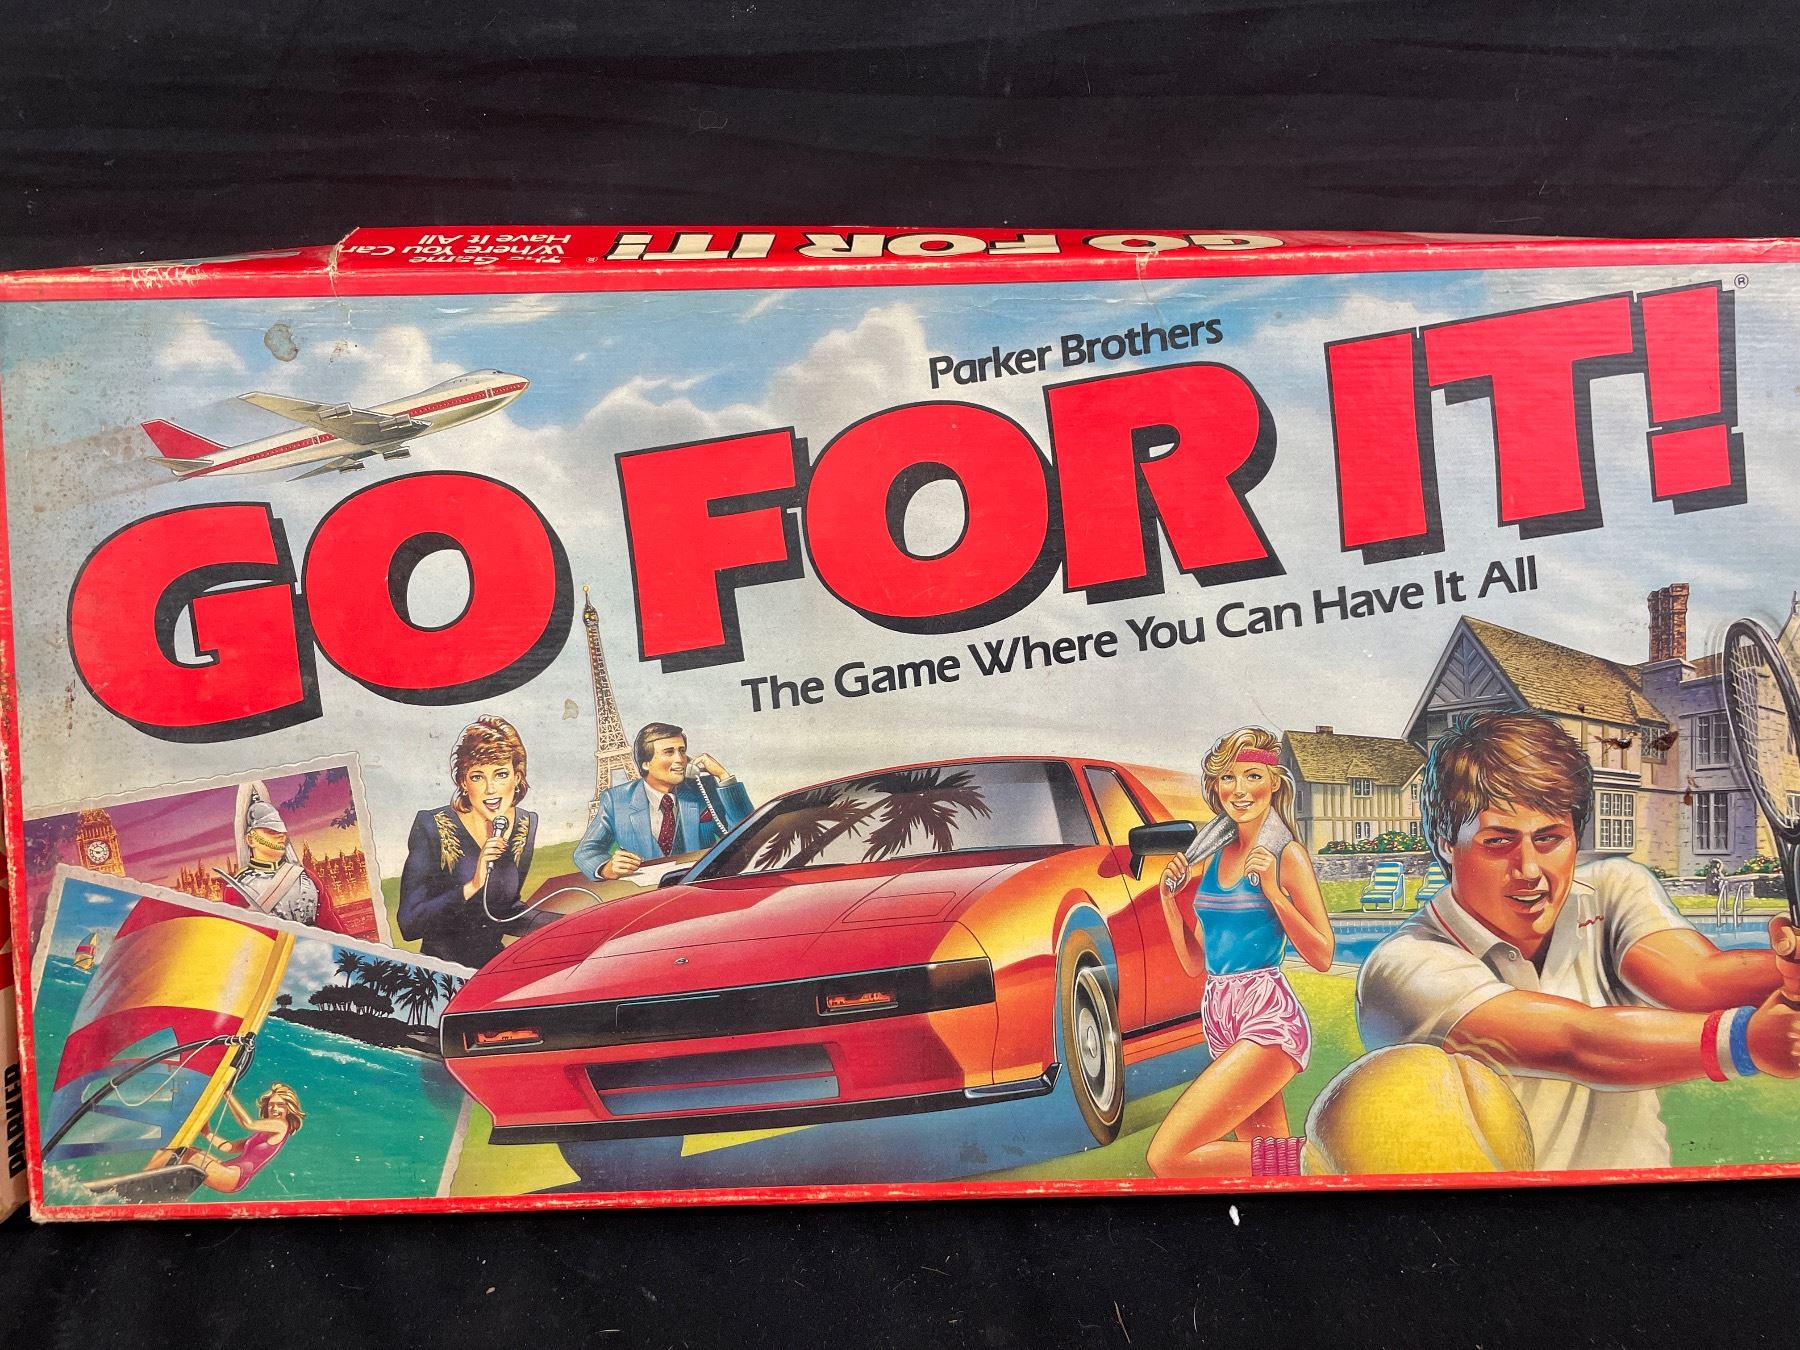 The Game
Where You Can
Have It All
GO FOR IT!
®
Parker Brothers
GO FOR IT!
®
The Game Where You Can Have It All
PARKER